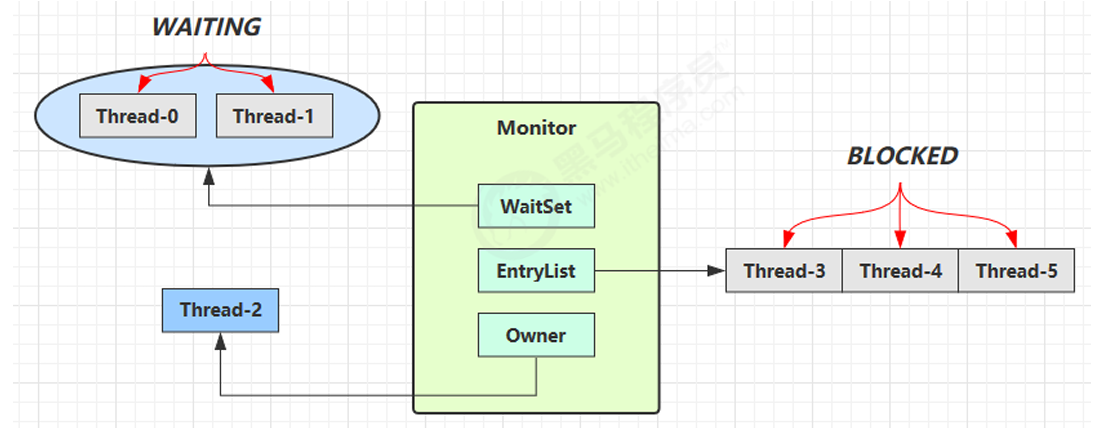 WAITING
Thread-0
Thread-1
Monitor
黑马程序员
www.itheima.com
BLOCKED
WaitSet
EntryList
Thread-3
Thread-4
Thread-5
Thread-2
Owner